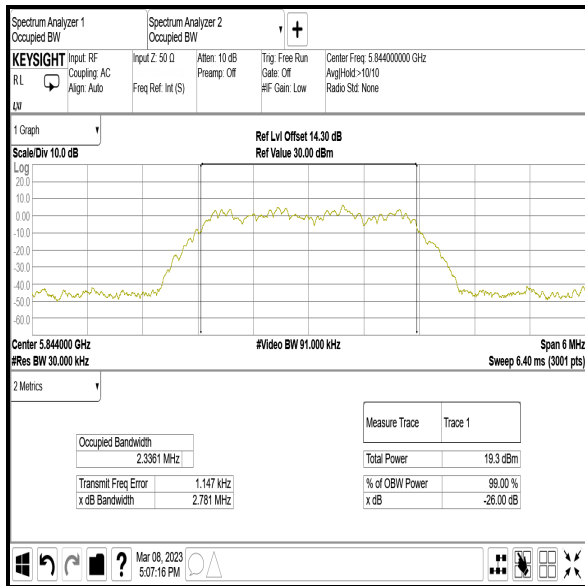 Spectrum Analyzer 1
Occupied BW
Spectrum Analyzer 2
Occupied BW
KEYSIGHT
RL
LXI
Input: RF
Coupling: AC
Align: Auto
Input Z: 50 Ω
Freq Ref: Int (S)
Atten: 10 dB
Preamp: Off
Trig: Free Run
Gate: Off
#IF Gain: Low
Center Freq: 5.844000000 GHz
Avg|Hold:>10/10
Radio Std: None
1 Graph
Scale/Div 10.0 dB
Ref Lvl Offset 14.30 dB
Ref Value 30.00 dBm
Log
20.0
10.0
0.00
-10.0
-20.0
-30.0
-40.0
-50.0
-60.0
Center 5.844000 GHz
#Res BW 30.000 kHz
#Video BW 91.000 kHz
Span 6 MHz
Sweep 6.40 ms (3001 pts)
2 Metrics
Occupied Bandwidth
2.3361 MHz
Transmit Freq Error 1.147 kHz
x dB Bandwidth 2.781 MHz
Measure Trace Trace 1
Total Power 19.3 dBm
% of OBW Power 99.00 %
x dB -26.00 dB
Mar 08, 2023
5:07:16 PM